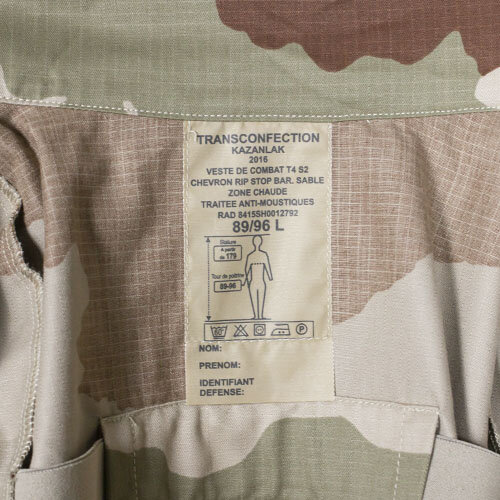 TRANSCONFECTION
KAZANLAK
2016
VESTE DE COMBAT T4 S2
CHEVRON RIP STOP BAR. SABLE
ZONE CHAUDE
TRAITEE ANTI-MOUSTIQUES
RAD 8415SH0012792
89/96 L
Stature
A partir
de 179
Tour de poitrine
89-96
60
P
NOM:
PRENOM:
IDENTIFIANT
DEFENSE: